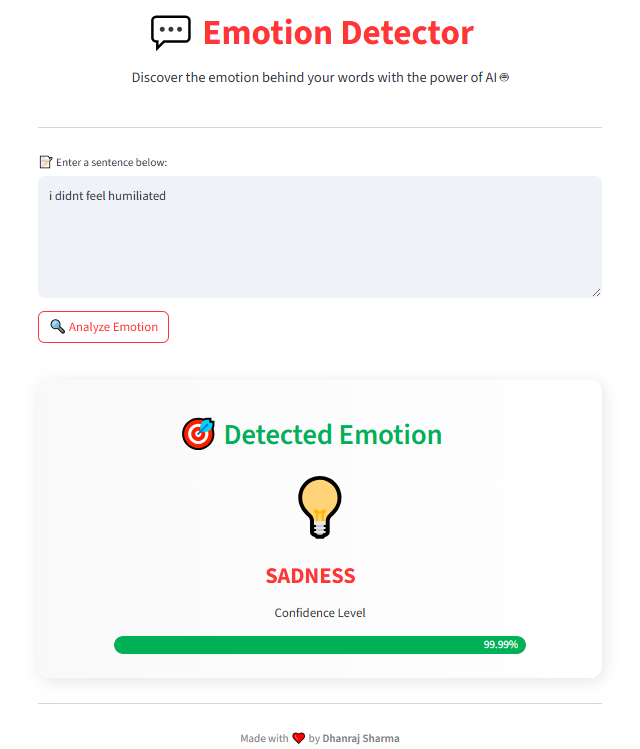 Emotion Detector
Discover the emotion behind your words with the power of AI
Enter a sentence below:
i didnt feel humiliated
Analyze Emotion
Detected Emotion
SADNESS
Confidence Level
99.99%
Made with ❤️ by Dhanraj Sharma